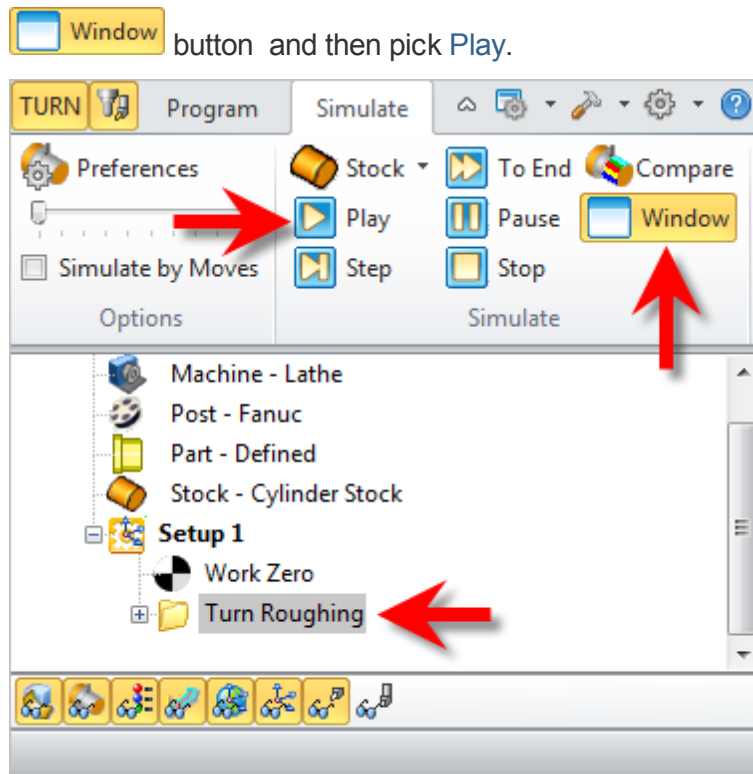 Window button and then pick Play.
TURN Program Simulate
Preferences Stock To End Compare
Play Pause Window
Simulate by Moves Step Stop
Options Simulate
Machine - Lathe
Post - Fanuc
Part - Defined
Stock - Cylinder Stock
Setup 1
Work Zero
Turn Roughing